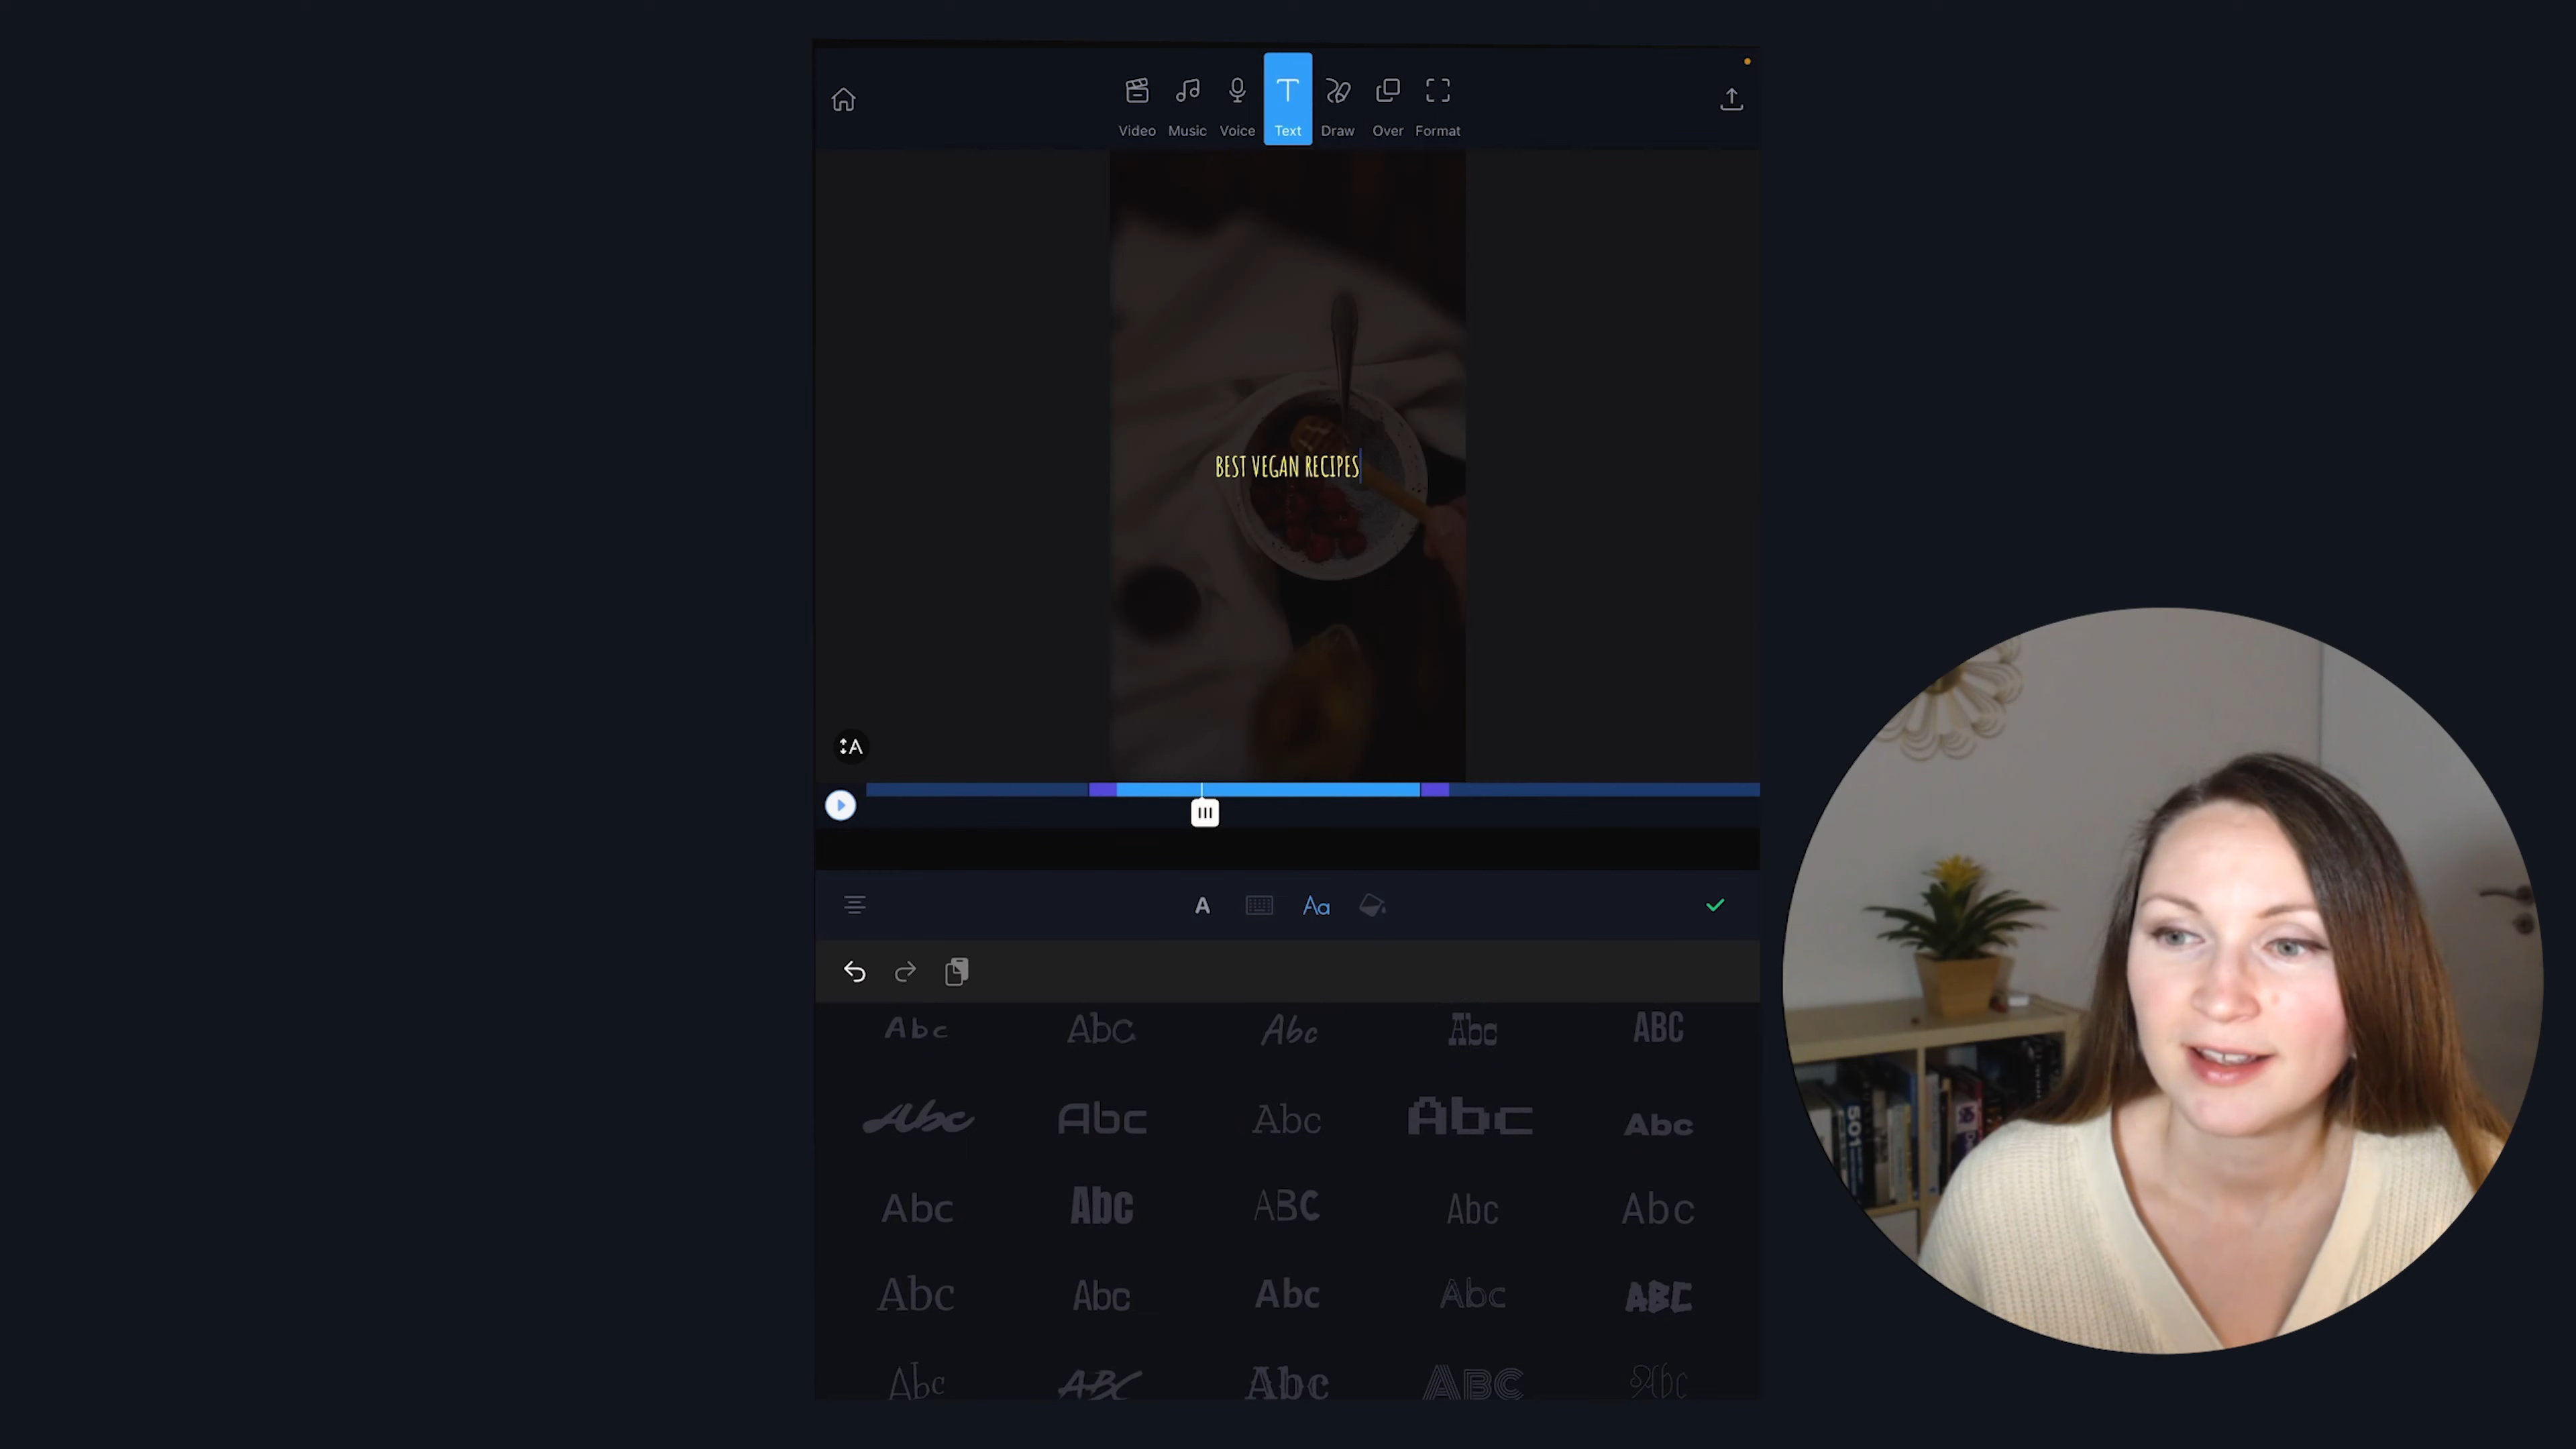 Video Music Voice Text Draw Over Format
BEST VEGAN RECIPES
A
A Aa
Abc Abc Abc Abc ABC
Abc Abc Abc Abc Abc
Abc Abc ABC Abc Abc
Abc Abc Abc Abc ABC
Abc ABC Abc ABC Abc
501